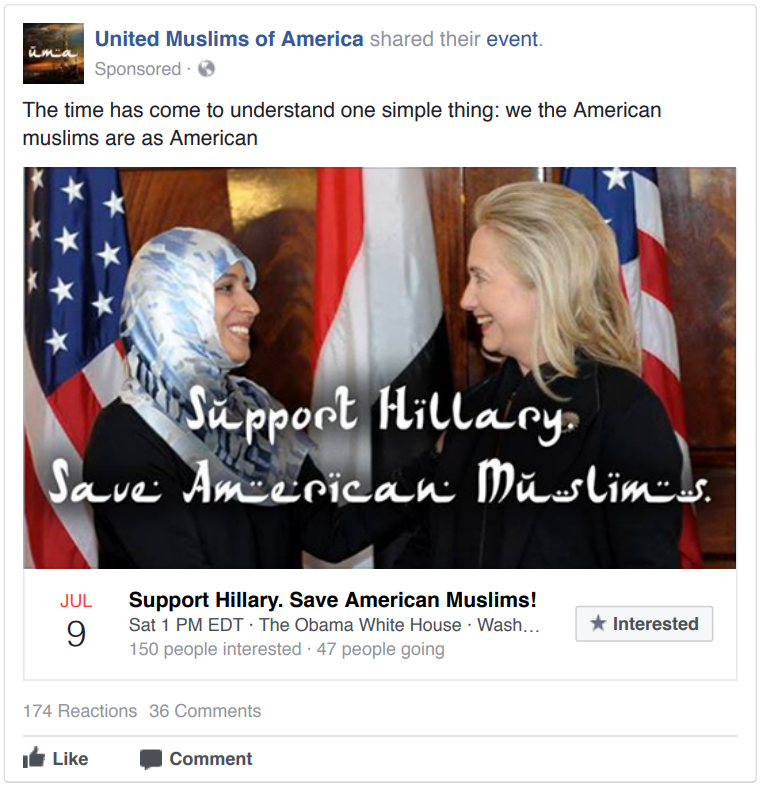 uma
United Muslims of America shared their event.
Sponsored ·
The time has come to understand one simple thing: we the American
muslims are as American
Support Hillary.
Save American Muslims.
JUL
9
Support Hillary. Save American Muslims!
Sat 1 PM EDT · The Obama White House · Wash...
150 people interested · 47 people going
Interested
174 Reactions 36 Comments
Like Comment